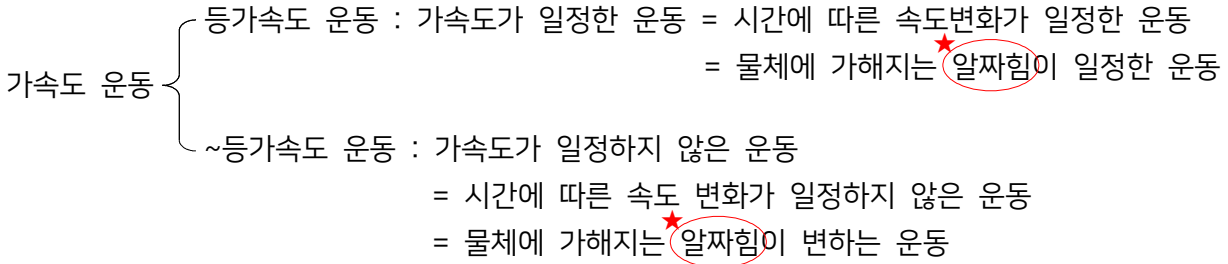 등가속도 운동 : 가속도가 일정한 운동 = 시간에 따른 속도변화가 일정한 운동
= 물체에 가해지는 알짜힘이 일정한 운동
가속도 운동
~등가속도 운동 : 가속도가 일정하지 않은 운동
= 시간에 따른 속도 변화가 일정하지 않은 운동
= 물체에 가해지는 알짜힘이 변하는 운동